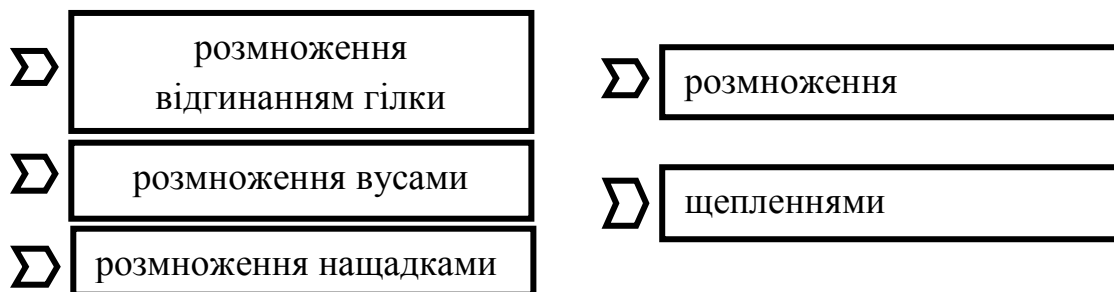 розмноження
відгинанням гілки
розмноження вусами
розмноження нащадками
розмноження
щепленнями